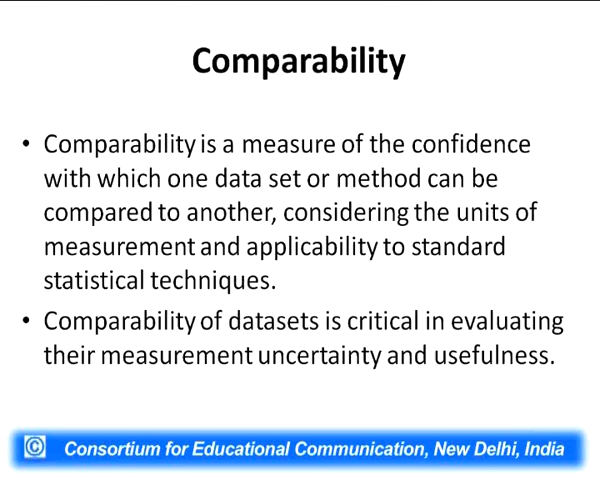 Comparability
• Comparability is a measure of the confidence
with which one data set or method can be
compared to another, considering the units of
measurement and applicability to standard
statistical techniques.
• Comparability of datasets is critical in evaluating
their measurement uncertainty and usefulness.
© Consortium for Educational Communication, New Delhi, India